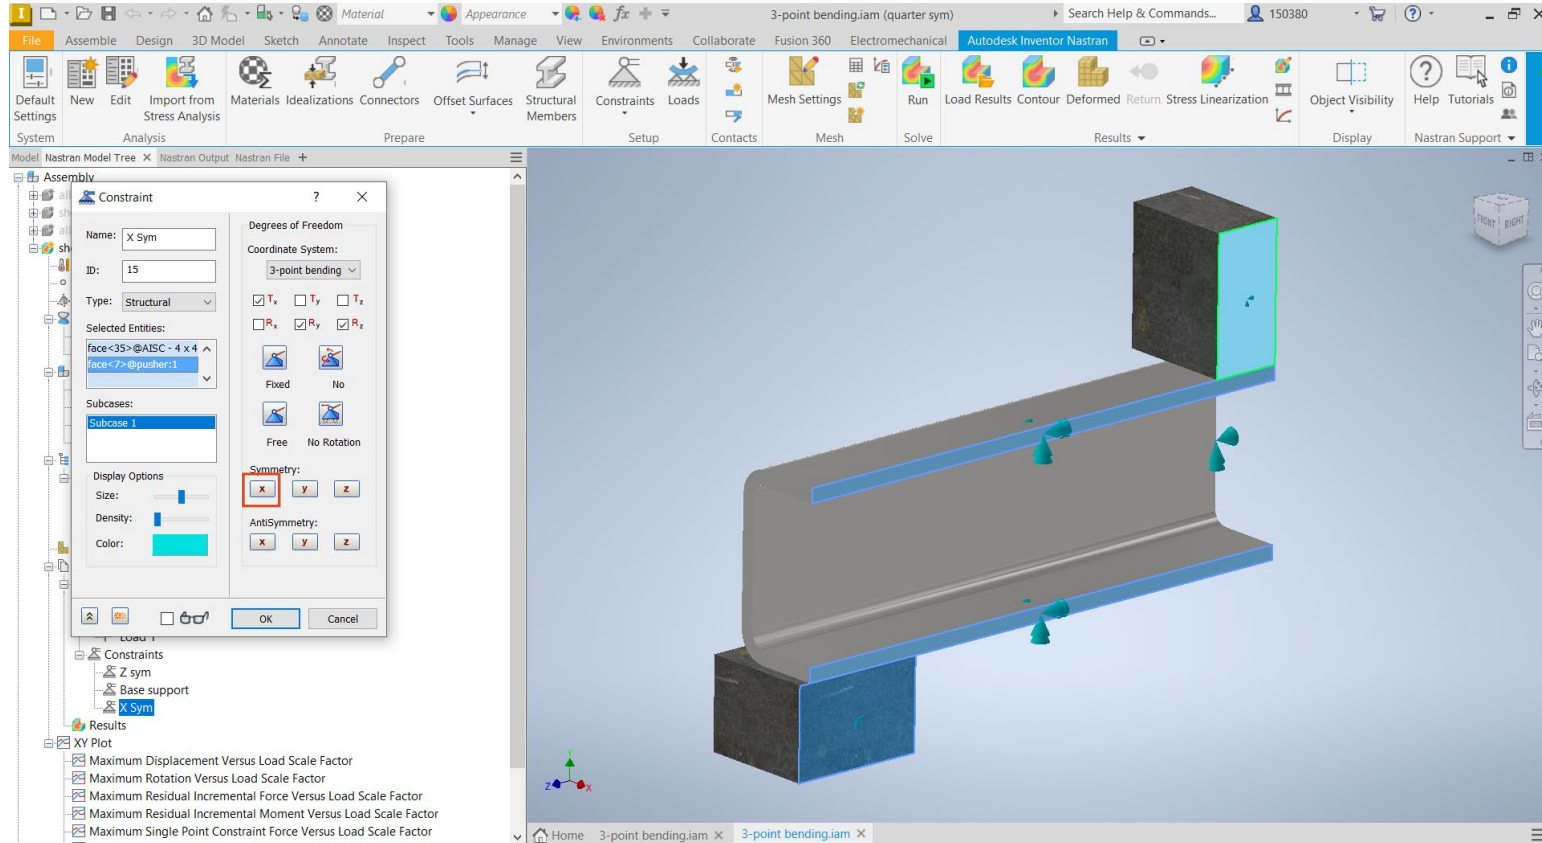 Material
Appearance
fx
3-point bending.iam (quarter sym)
Search Help & Commands...
150380
File Assemble Design 3D Model Sketch Annotate Inspect Tools Manage View Environments Collaborate Fusion 360 Electromechanical Autodesk Inventor Nastran
Default Settings
New
Edit
Import from Stress Analysis
Materials
Idealizations
Connectors
Offset Surfaces
Structural Members
Constraints
Loads
Mesh Settings
Run
Load Results
Contour
Deformed
Return
Stress Linearization
Object Visibility
Help
Tutorials
System
Analysis
Prepare
Setup
Contacts
Mesh
Solve
Results
Display
Nastran Support
Model
Nastran Model Tree
Nastran Output
Nastran File
Assembly
Constraint
Name: X Sym
ID: 15
Type: Structural
Selected Entities:
face<35>@AISC - 4 x 4
face<7>@pusher:1
Subcases:
Subcase 1
Display Options
Size:
Density:
Color:
Degrees of Freedom
Coordinate System:
3-point bending
Tx Ty Tz
Rx Ry Rz
Fixed
No
Free
No Rotation
Symmetry:
x y z
AntiSymmetry:
x y z
OK
Cancel
Constraints
Z sym
Base support
X Sym
Results
XY Plot
Maximum Displacement Versus Load Scale Factor
Maximum Rotation Versus Load Scale Factor
Maximum Residual Incremental Force Versus Load Scale Factor
Maximum Residual Incremental Moment Versus Load Scale Factor
Maximum Single Point Constraint Force Versus Load Scale Factor
FRONT
RIGHT
Y
Z
X
Home
3-point bending.iam
3-point bending.iam